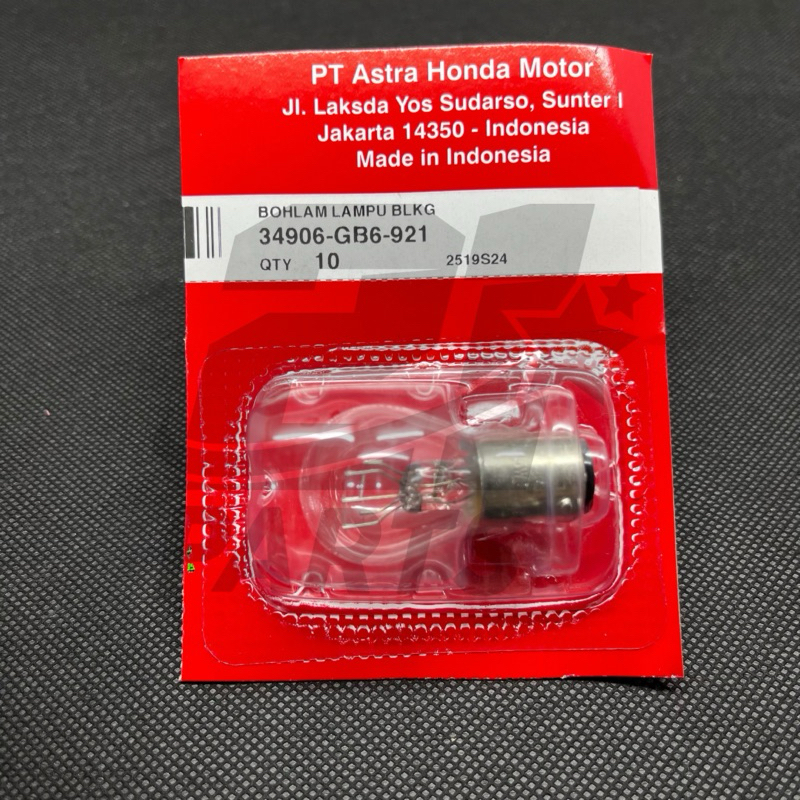 PT Astra Honda Motor
Jl. Laksda Yos Sudarso, Sunter I
Jakarta 14350 - Indonesia
Made in Indonesia
BOHLAM LAMPU BLKG
34906-GB6-921
QTY 10 2519S24
PARTS